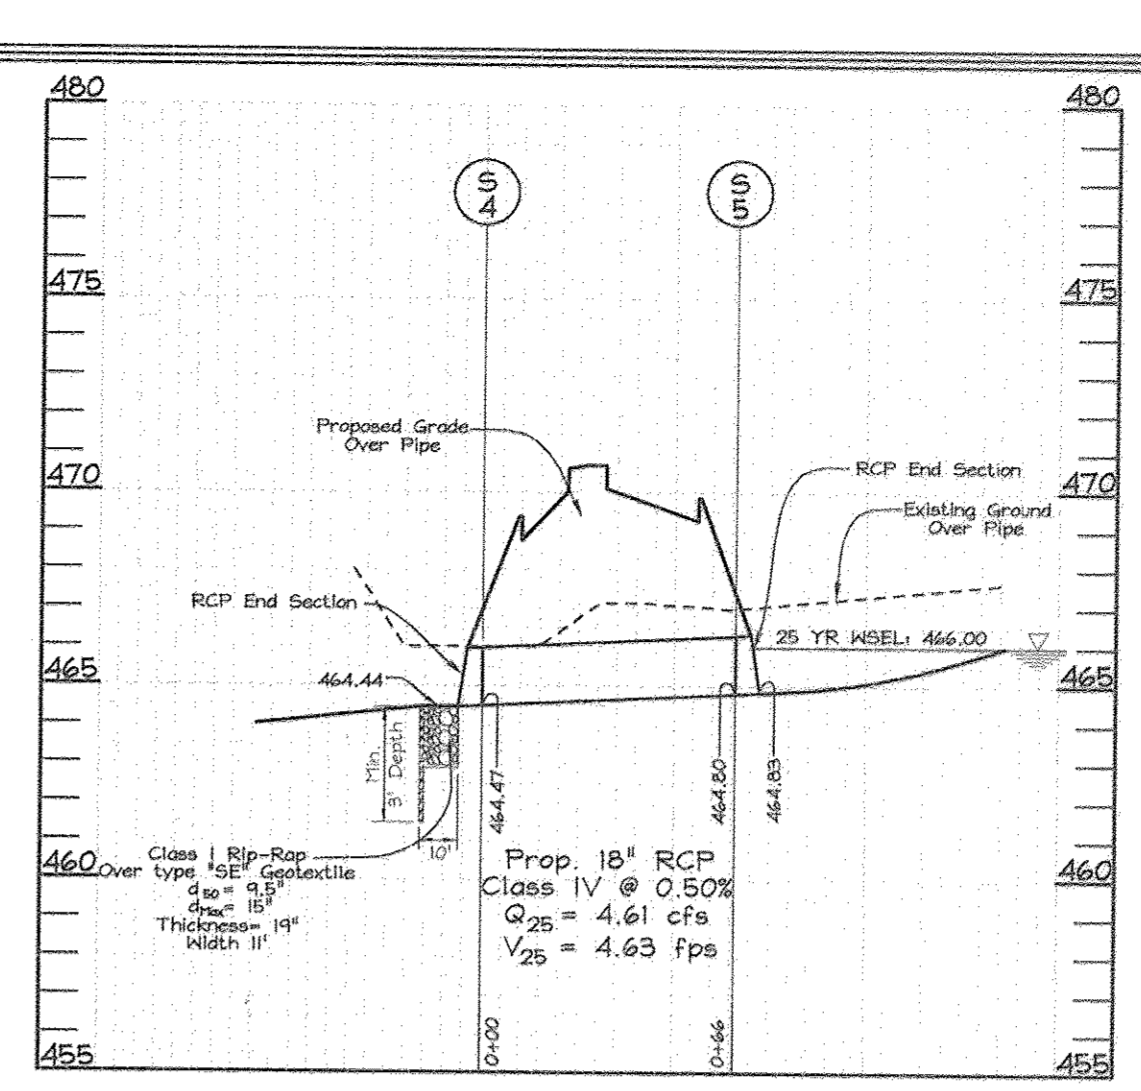 480
480
S
4
S
5
475
475
Proposed Grade
Over Pipe
470
470
RCP End Section
Existing Ground
Over Pipe
RCP End Section
25 YR WSEL: 466.00
465
465
464.44
Min.
3' Depth
464.47
464.80
464.83
10'
460
460
Class I Rip-Rap
Over type "SE" Geotextile
d50 = 9.5"
dMax= 15"
Thickness= 19"
Width 11'
Prop. 18" RCP
Class IV @ 0.50%
Q25 = 4.61 cfs
V25 = 4.63 fps
0+00
0+66
455
455